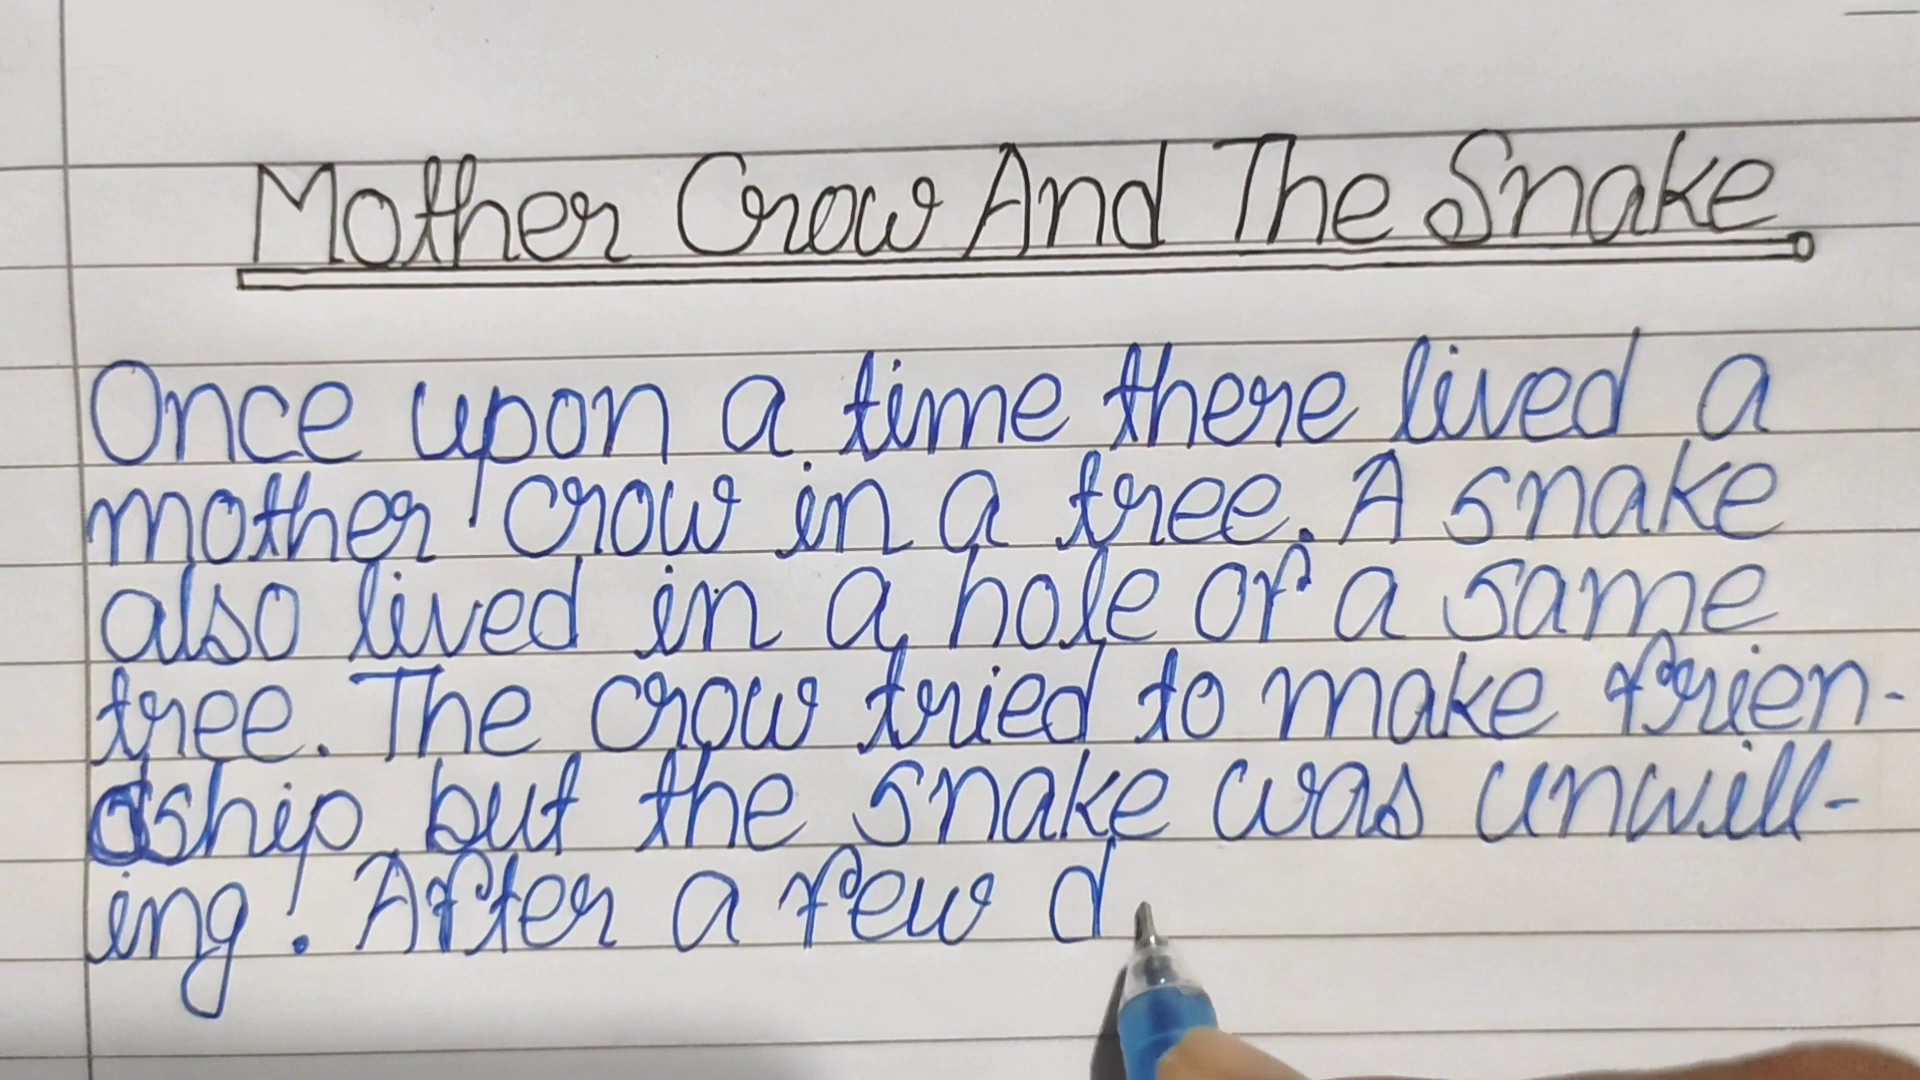 Mother Crow And The Snake
Once upon a time there lived a
mother crow in a tree. A snake
also lived in a hole of a same
tree. The crow tried to make frien-
dship but the snake was unwill-
ing. After a few d